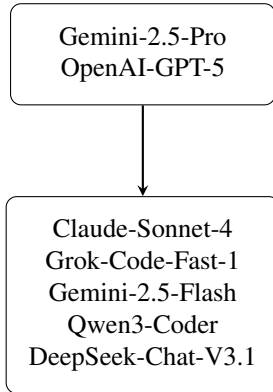 Gemini-2.5-Pro
OpenAI-GPT-5
Claude-Sonnet-4
Grok-Code-Fast-1
Gemini-2.5-Flash
Qwen3-Coder
DeepSeek-Chat-V3.1